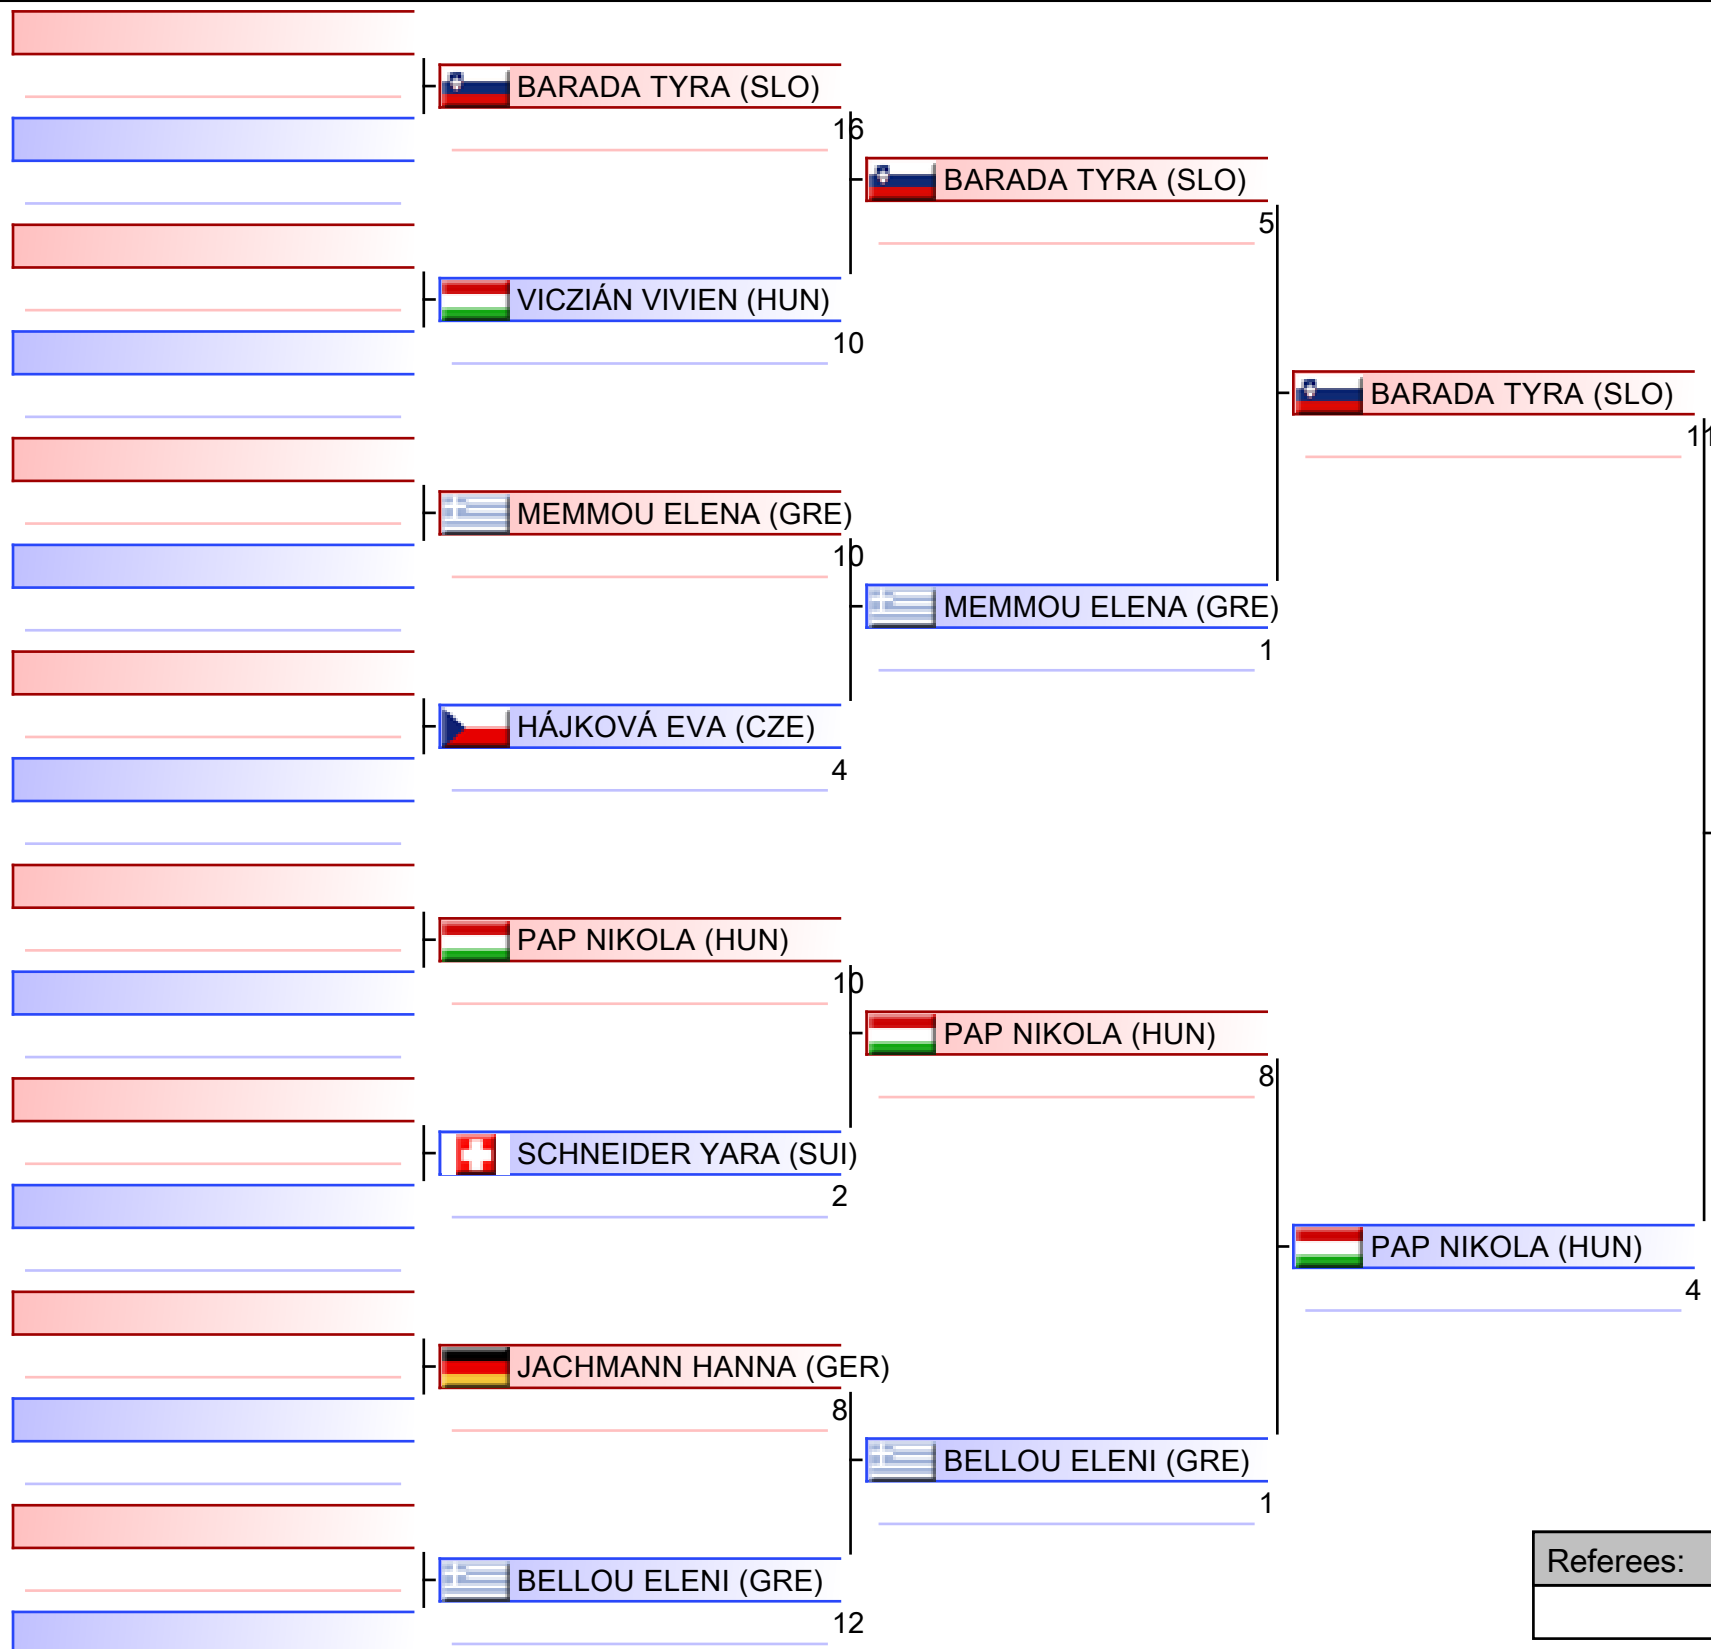 BARADA TYRA (SLO)
16
VICZIÁN VIVIEN (HUN)
10
MEMMOU ELENA (GRE)
10
HÁJKOVÁ EVA (CZE)
4
PAP NIKOLA (HUN)
10
SCHNEIDER YARA (SUI)
2
JACHMANN HANNA (GER)
8
BELLOU ELENI (GRE)
12
BARADA TYRA (SLO)
5
MEMMOU ELENA (GRE)
1
PAP NIKOLA (HUN)
8
BELLOU ELENI (GRE)
1
BARADA TYRA (SLO)
11
PAP NIKOLA (HUN)
4
Referees: